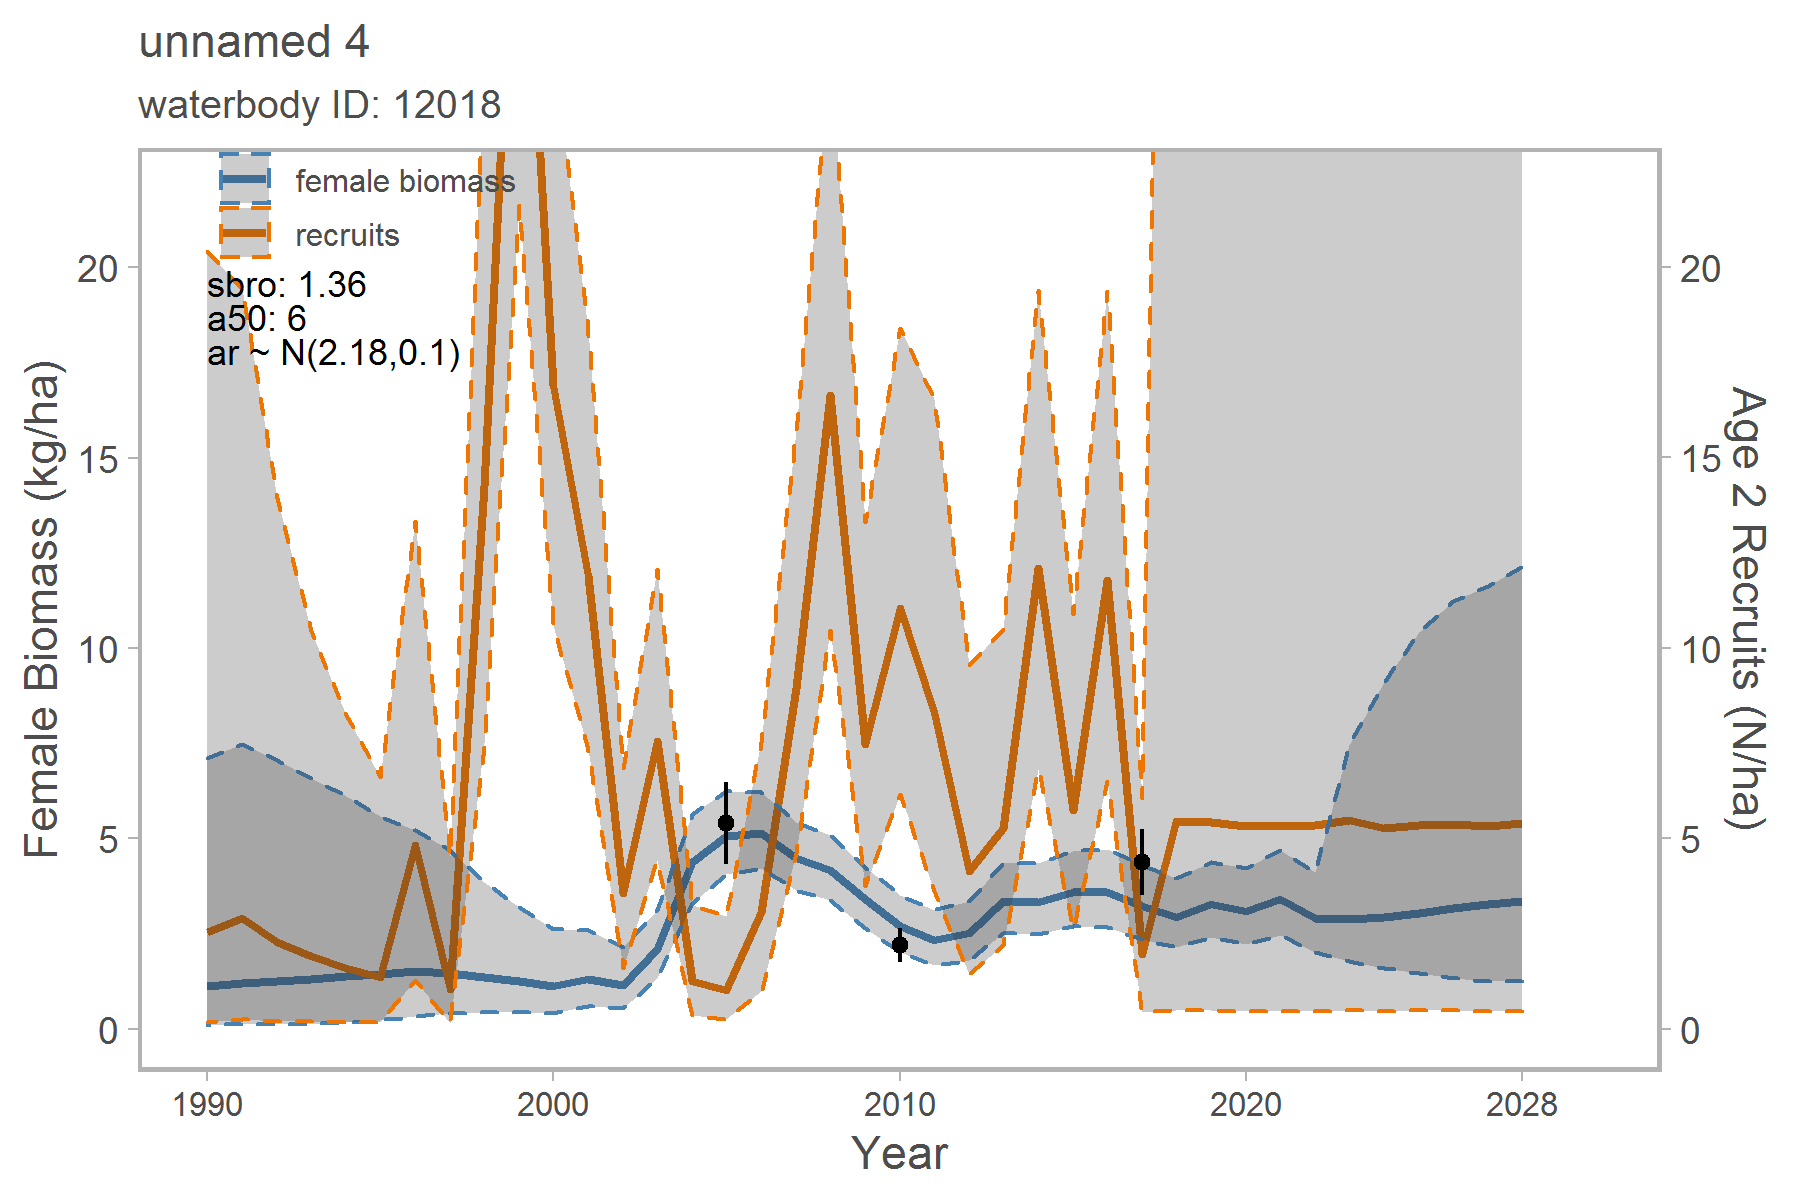 unnamed 4
waterbody ID: 12018
female biomass
recruits
sbro: 1.36
a50: 6
ar ~ N(2.18,0.1)
Female Biomass (kg/ha)
20
15
10
5
0
20
15
10
5
0
Age 2 Recruits (N/ha)
1990
2000
2010
2020
2028
Year